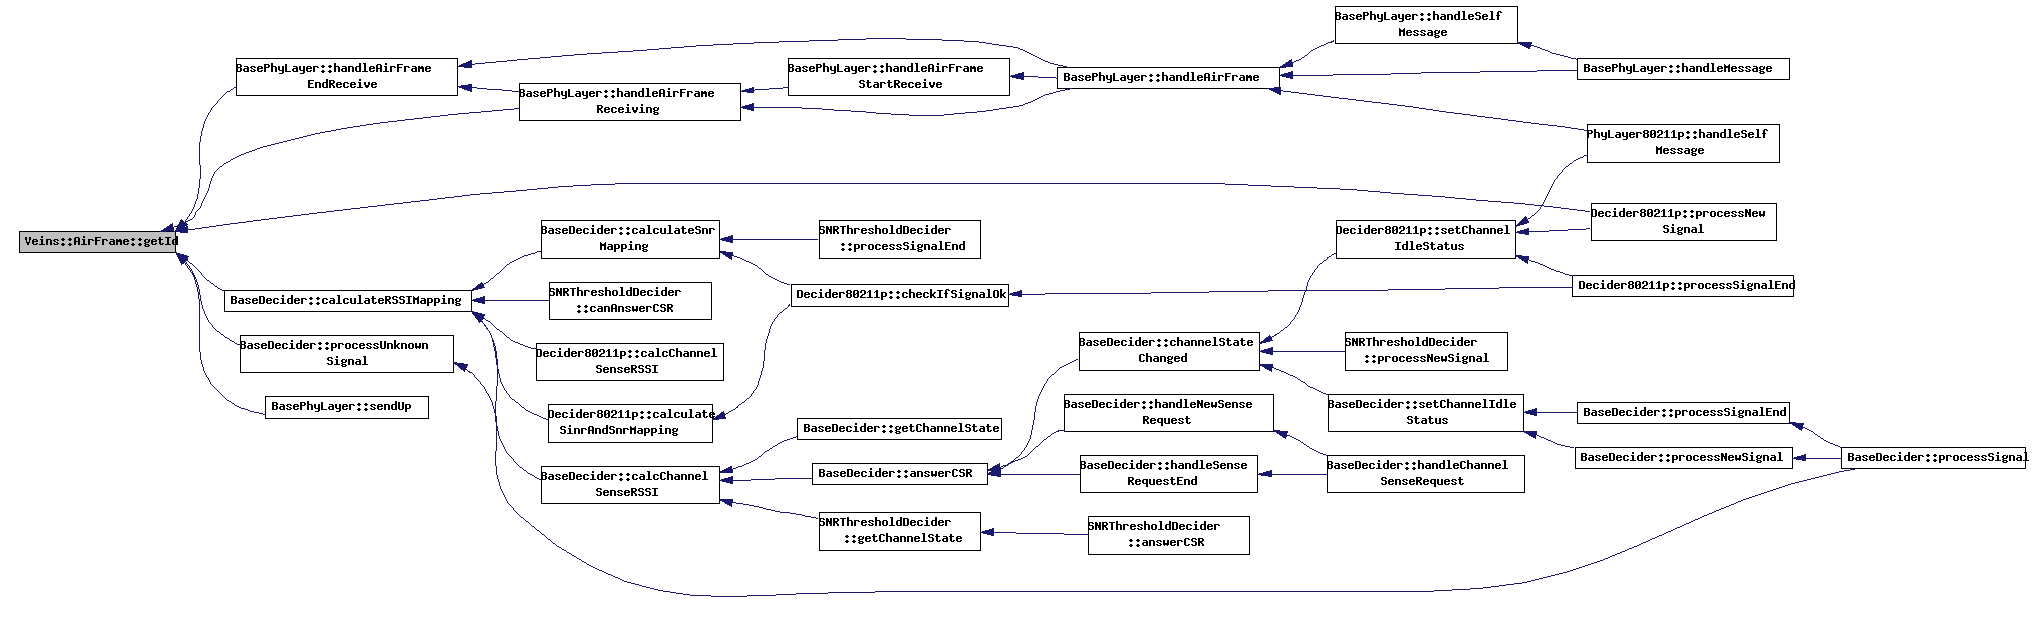 Veins::AirFrame::getId
BasePhyLayer::handleAirFrame
EndReceive
BasePhyLayer::handleAirFrame
Receiving
BasePhyLayer::handleAirFrame
StartReceive
BasePhyLayer::handleAirFrame
BasePhyLayer::handleSelf
Message
BasePhyLayer::handleMessage
PhyLayer80211p::handleSelf
Message
Decider80211p::processNew
Signal
Decider80211p::setChannel
IdleStatus
Decider80211p::processSignalEnd
BaseDecider::calculateRSSIMapping
BaseDecider::calculateSnr
Mapping
SNRThresholdDecider
::processSignalEnd
Decider80211p::checkIfSignalOk
SNRThresholdDecider
::canAnswerCSR
Decider80211p::calcChannel
SenseRSSI
Decider80211p::calculate
SinrAndSnrMapping
BaseDecider::calcChannel
SenseRSSI
BaseDecider::getChannelState
BaseDecider::answerCSR
SNRThresholdDecider
::getChannelState
BaseDecider::channelState
Changed
SNRThresholdDecider
::processNewSignal
BaseDecider::handleNewSense
Request
BaseDecider::handleSense
RequestEnd
BaseDecider::setChannelIdle
Status
BaseDecider::handleChannel
SenseRequest
SNRThresholdDecider
::answerCSR
BaseDecider::processSignalEnd
BaseDecider::processNewSignal
BaseDecider::processSignal
BaseDecider::processUnknown
Signal
BasePhyLayer::sendUp